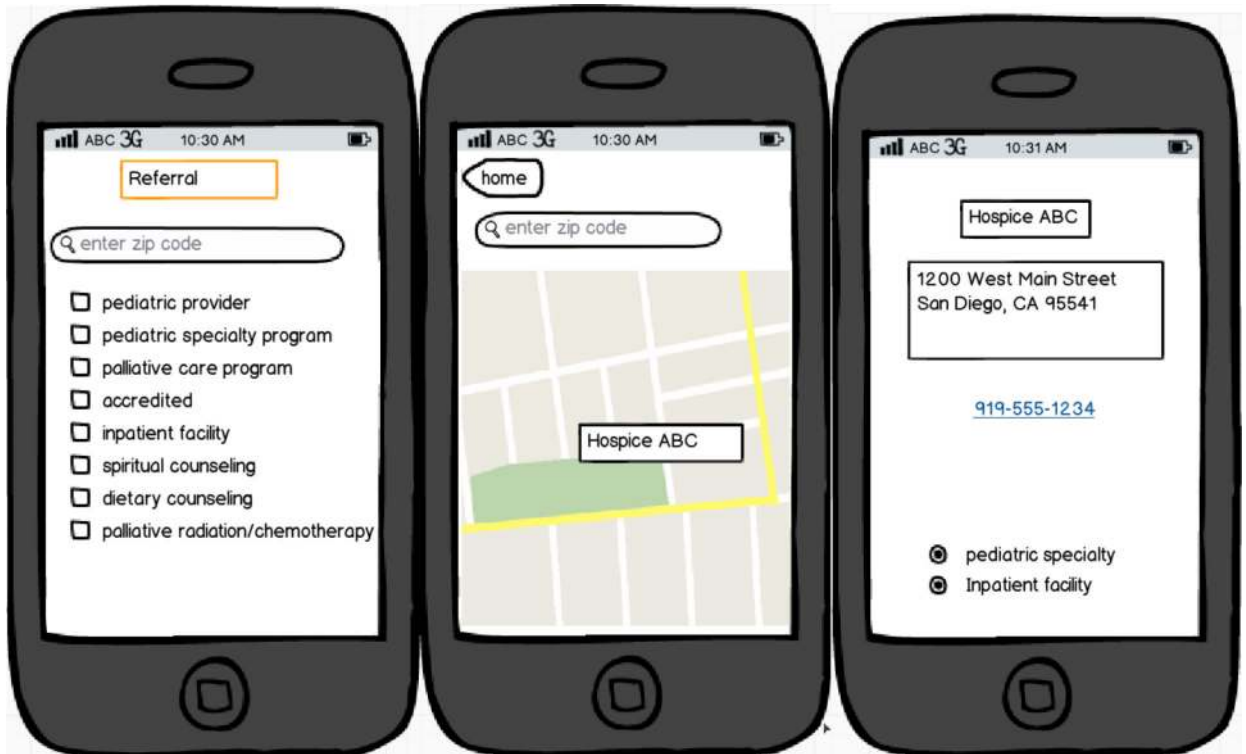 ABC 3G 10:30 AM
Referral
enter zip code
pediatric provider
pediatric specialty program
palliative care program
accredited
inpatient facility
spiritual counseling
dietary counseling
palliative radiation/chemotherapy
ABC 3G 10:30 AM
home
enter zip code
Hospice ABC
ABC 3G 10:31 AM
Hospice ABC
1200 West Main Street
San Diego, CA 95541
919-555-1234
pediatric specialty
Inpatient facility